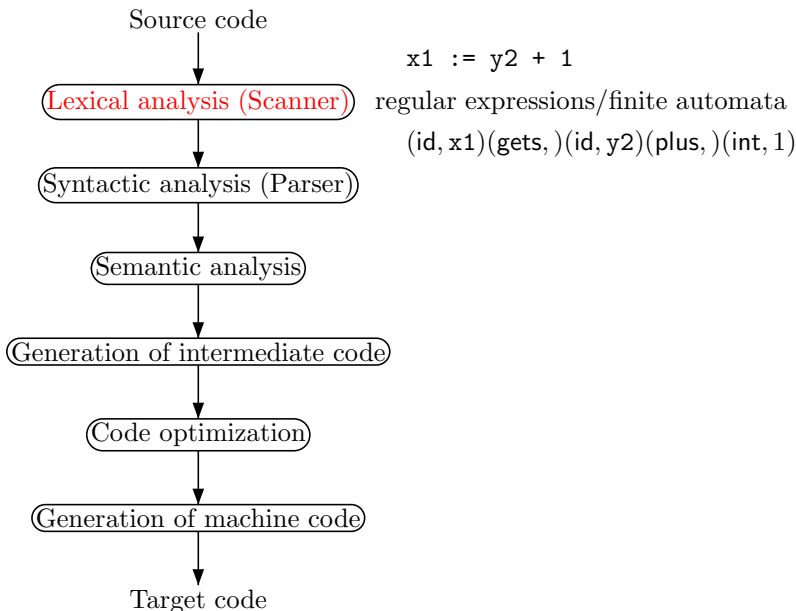 Source code
x1 := y2 + 1
Lexical analysis (Scanner)
regular expressions/finite automata
(id, x1)(gets, )(id, y2)(plus, )(int, 1)
Syntactic analysis (Parser)
Semantic analysis
Generation of intermediate code
Code optimization
Generation of machine code
Target code